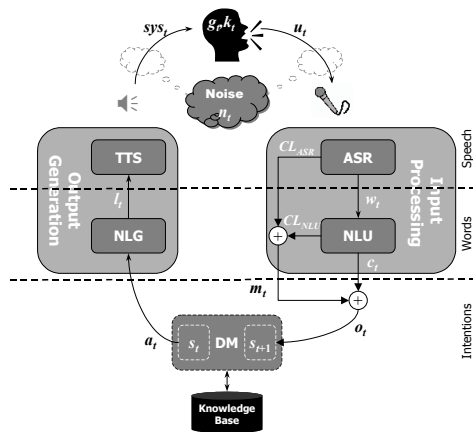 sys_t
g_t, k_t
u_t
Noise
n_t
TTS
Output
Generation
l_t
NLG
CL_ASR
ASR
Input
Processing
w_t
CL_NLU
NLU
+
c_t
m_t
+
o_t
a_t
s_t
DM
s_t+1
Knowledge
Base
Speech
Words
Intentions